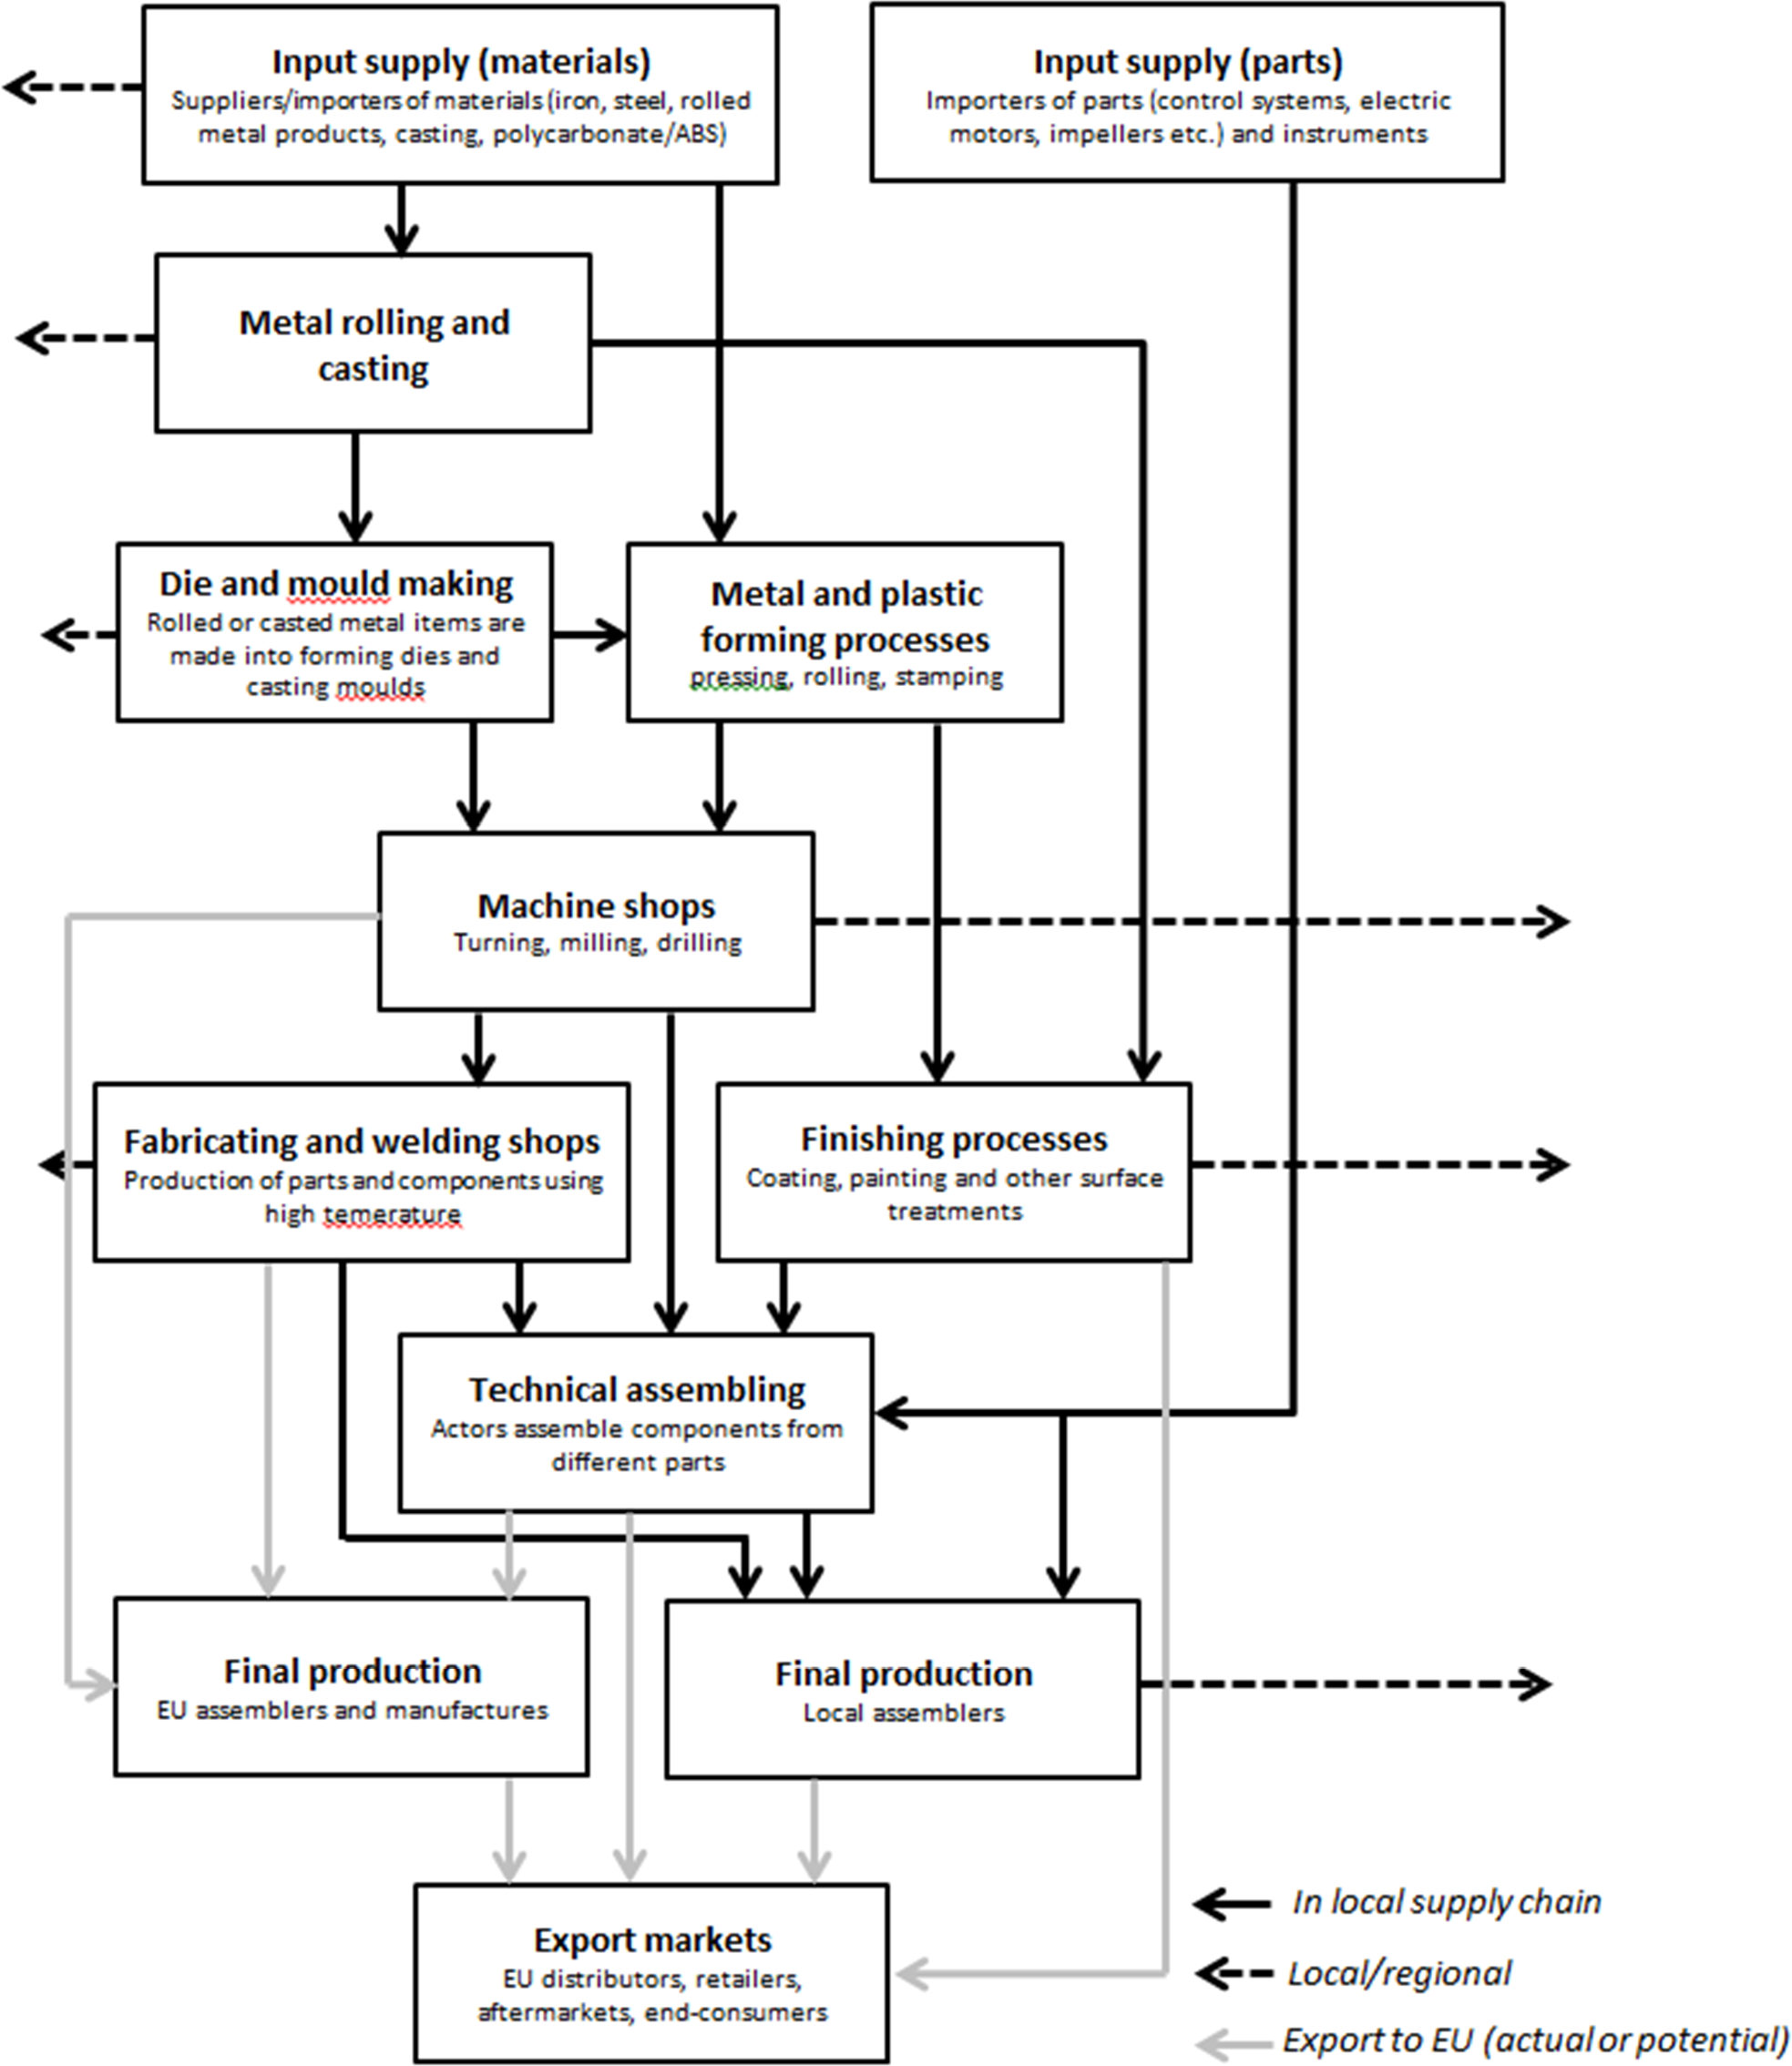 Input supply (materials)
Suppliers/importers of materials (iron, steel, rolled
metal products, casting, polycarbonate/ABS)
Input supply (parts)
Importers of parts (control systems, electric
motors, impellers etc.) and instruments
Metal rolling and
casting
Die and mould making
Rolled or casted metal items are
made into forming dies and
casting moulds
Metal and plastic
forming processes
pressing, rolling, stamping
Machine shops
Turning, milling, drilling
Fabricating and welding shops
Production of parts and components using
high temerature
Finishing processes
Coating, painting and other surface
treatments
Technical assembling
Actors assemble components from
different parts
Final production
EU assemblers and manufactures
Final production
Local assemblers
Export markets
EU distributors, retailers,
aftermarkets, end-consumers
In local supply chain
Local/regional
Export to EU (actual or potential)